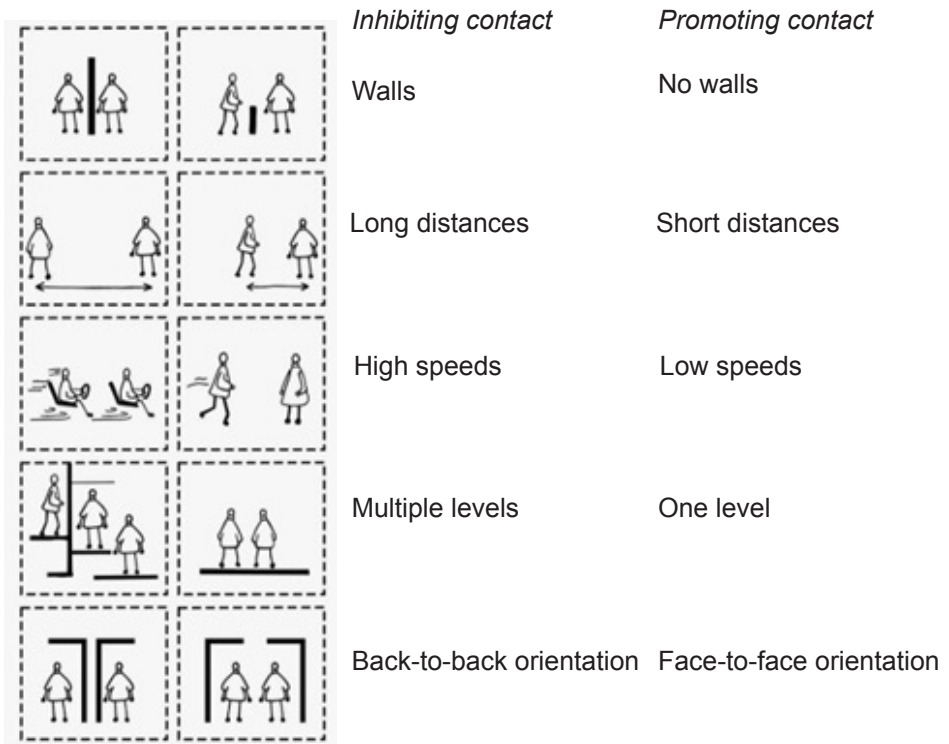 Inhibiting contact Promoting contact
Walls No walls
Long distances Short distances
High speeds Low speeds
Multiple levels One level
Back-to-back orientation Face-to-face orientation